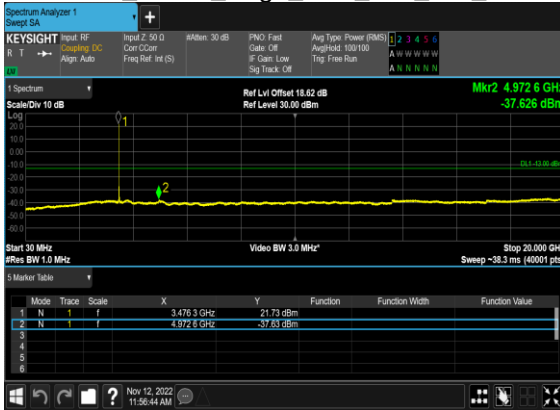 Spectrum Analyzer 1
Swept SA
+
KEYSIGHT Input: RF Input Z: 50 Ω #Atten: 30 dB PNO: Fast Avg Type: Power (RMS) 1 2 3 4 5 6
R T Coupling: DC Corr CCorr Gate: Off Avg|Hold: 100/100 A W W W W W
Align: Auto Freq Ref: Int (S) IF Gain: Low Trig: Free Run
Sig Track: Off A N N N N N
1 Spectrum Ref Lvl Offset 18.62 dB Mkr2 4.972 6 GHz
Scale/Div 10 dB Ref Level 30.00 dBm -37.626 dBm
Log
20.0
10.0
0.00
-10.0
-20.0
-30.0
-40.0
-50.0
-60.0
1
2
DL1 -13.00 dBm
Start 30 MHz Video BW 3.0 MHz* Stop 20.000 GHz
#Res BW 1.0 MHz Sweep ~38.3 ms (40001 pts)
5 Marker Table
Mode Trace Scale X Y Function Function Width Function Value
1 N 1 f 3.476 3 GHz 21.73 dBm
2 N 1 f 4.972 6 GHz -37.63 dBm
3
4
5
6
? Nov 12, 2022
11:56:44 AM